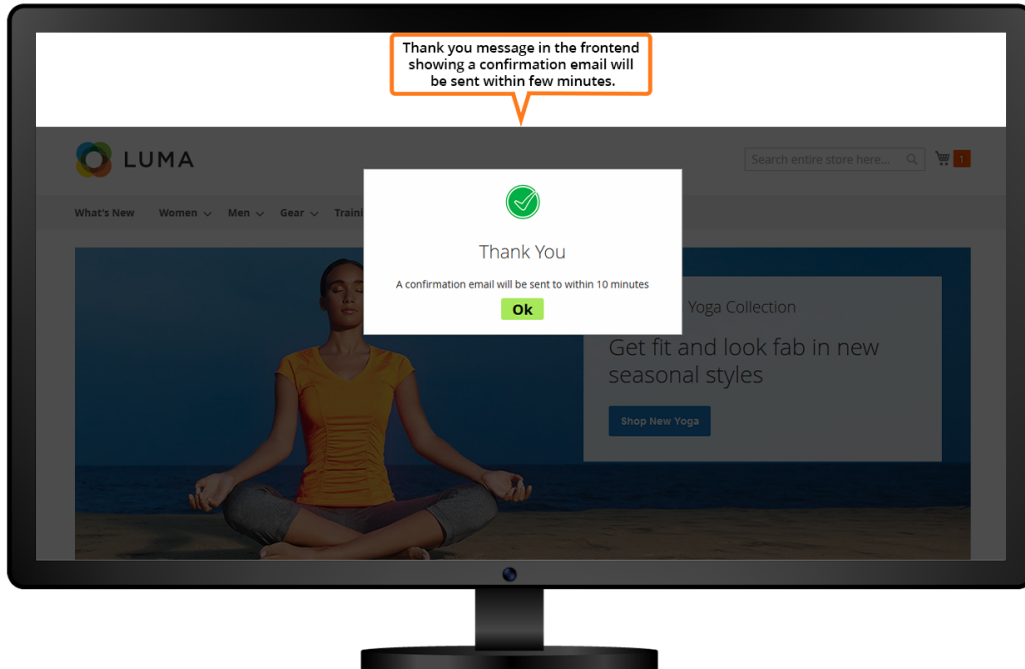 Thank you message in the frontend
showing a confirmation email will
be sent within few minutes.
LUMA
Search entire store here...
1
What's New Women Men Gear
Thank You
A confirmation email will be sent to within 10 minutes
Ok
Yoga Collection
Get fit and look fab in new
seasonal styles
Shop New Yoga